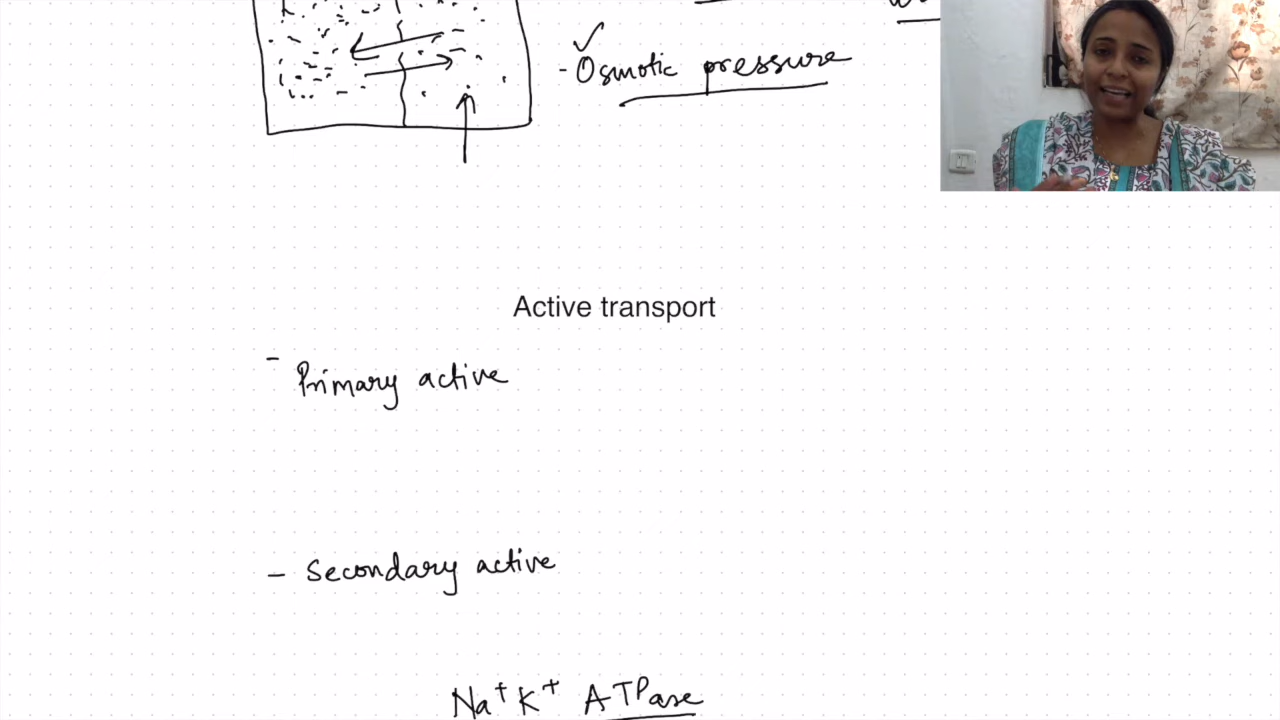 - Osmotic pressure
Active transport
- Primary active
- Secondary active
Na⁺K⁺ ATPase